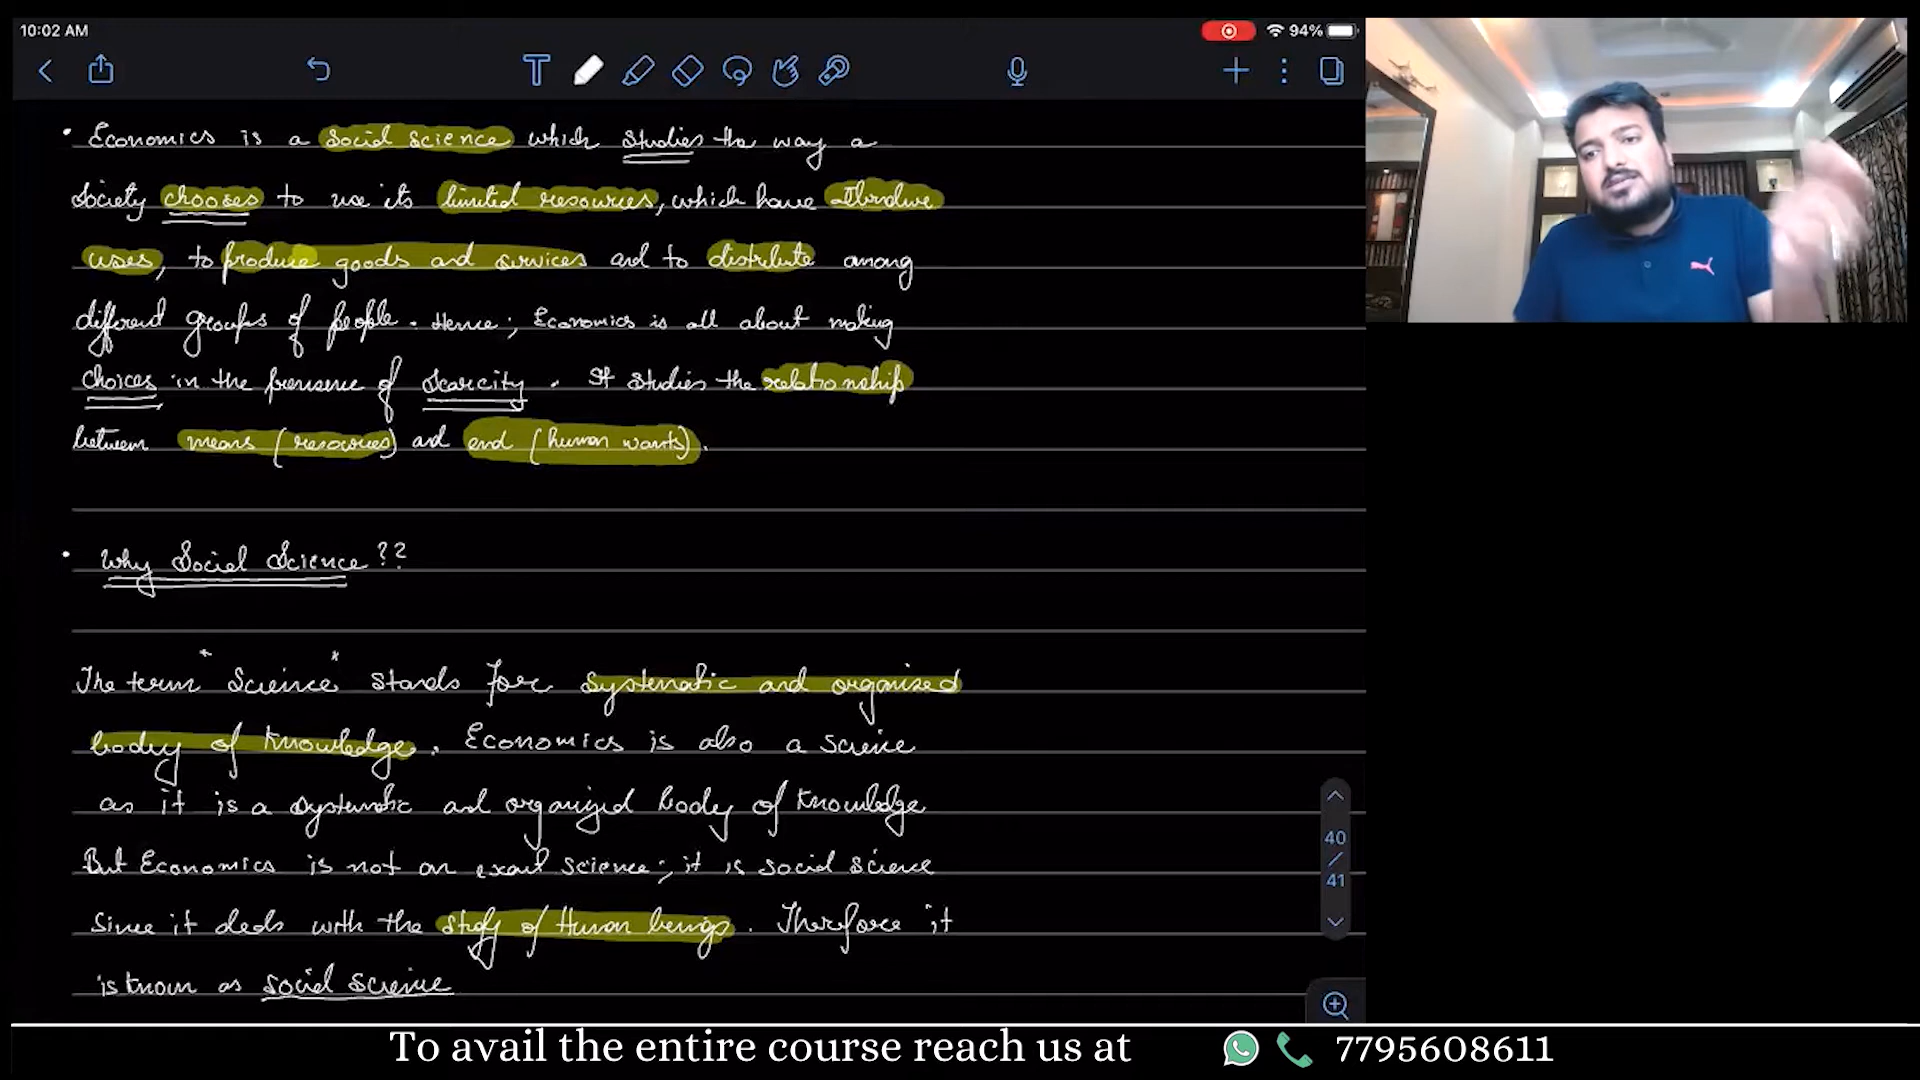 10:02 AM
94%
• Economics is a social science which studies the way a
society chooses to use its limited resources, which have alterative
uses, to produce goods and services and to distribute among
different groups of people. Hence; Economics is all about making
choices in the presense of scarcity. It studies the relationship
between means (resources) and end (human wants).
• Why Social Science??
The term "Science" stands for systematic and organized
body of knowledge. Economics is also a science
as it is a systematic and organized body of knowledge
But Economics is not an exact science; it is social science
since it deals with the study of Human beings. Therefore it
is known as social science
40
/
41
To avail the entire course reach us at 7795608611